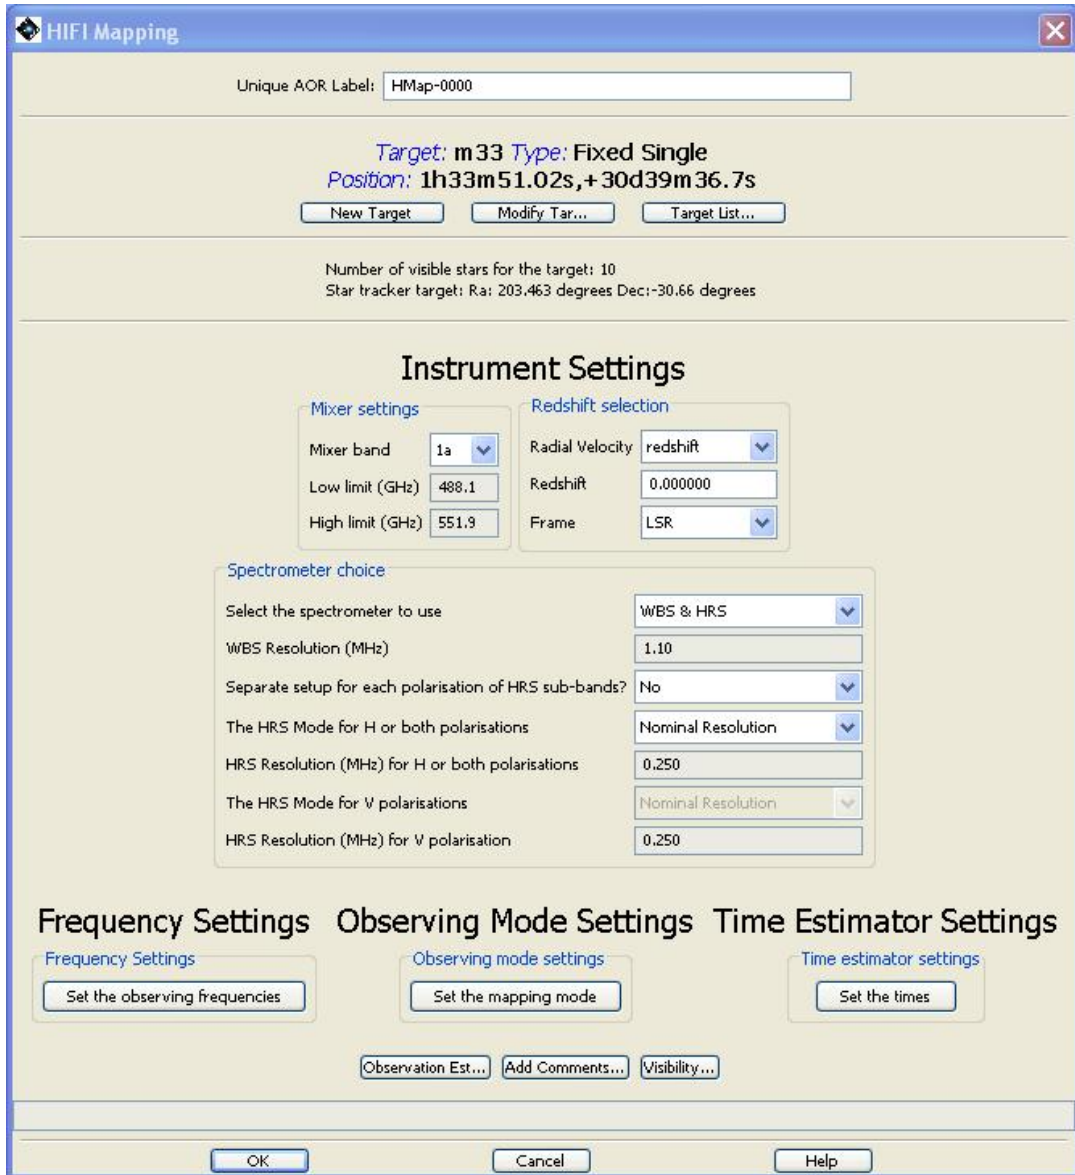 HIFI Mapping
Unique AOR Label: HMap-0000
Target: m33 Type: Fixed Single
Position: 1h33m51.02s,+30d39m36.7s
New Target Modify Tar... Target List...
Number of visible stars for the target: 10
Star tracker target: Ra: 203.463 degrees Dec:-30.66 degrees
Instrument Settings
Mixer settings
Mixer band 1a
Low limit (GHz) 488.1
High limit (GHz) 551.9
Redshift selection
Radial Velocity redshift
Redshift 0.000000
Frame LSR
Spectrometer choice
Select the spectrometer to use WBS & HRS
WBS Resolution (MHz) 1.10
Separate setup for each polarisation of HRS sub-bands? No
The HRS Mode for H or both polarisations Nominal Resolution
HRS Resolution (MHz) for H or both polarisations 0.250
The HRS Mode for V polarisations Nominal Resolution
HRS Resolution (MHz) for V polarisation 0.250
Frequency Settings Observing Mode Settings Time Estimator Settings
Frequency Settings Observing mode settings Time estimator settings
Set the observing frequencies Set the mapping mode Set the times
Observation Est... Add Comments... Visibility...
OK Cancel Help